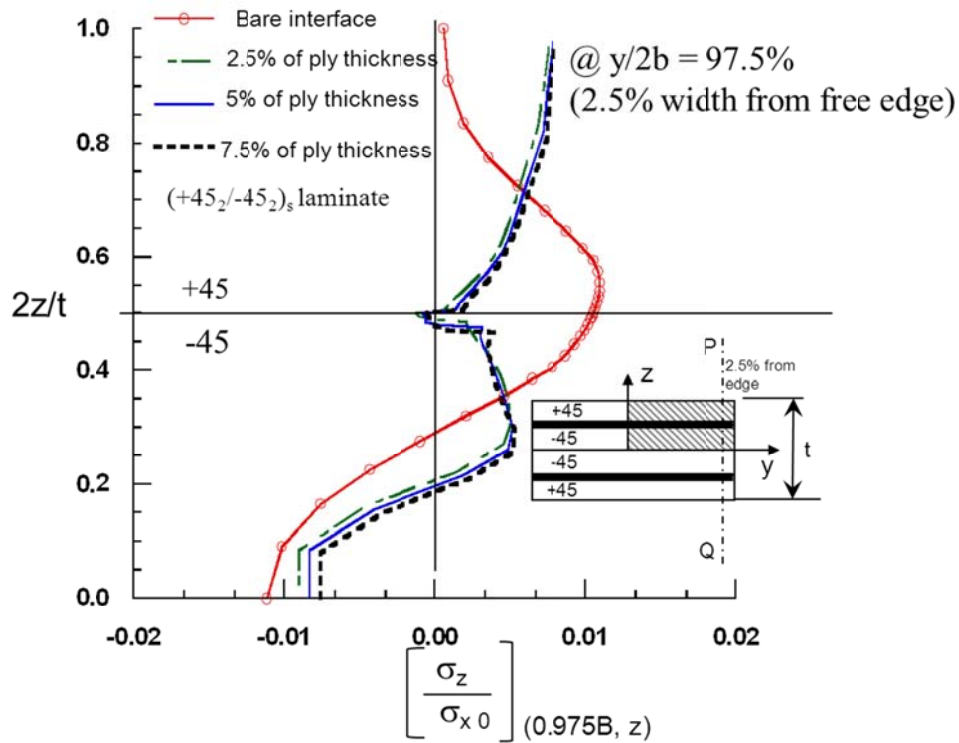 Bare interface
2.5% of ply thickness
5% of ply thickness
7.5% of ply thickness
(+45₂/-45₂)ₛ laminate
@ y/2b = 97.5%
(2.5% width from free edge)
1.0
0.8
0.6
0.4
0.2
0.0
2z/t
+45
-45
P
2.5% from
edge
z
+45
-45
-45
+45
y
t
Q
-0.02 -0.01 0.00 0.01 0.02
[σz/σx 0] (0.975B, z)